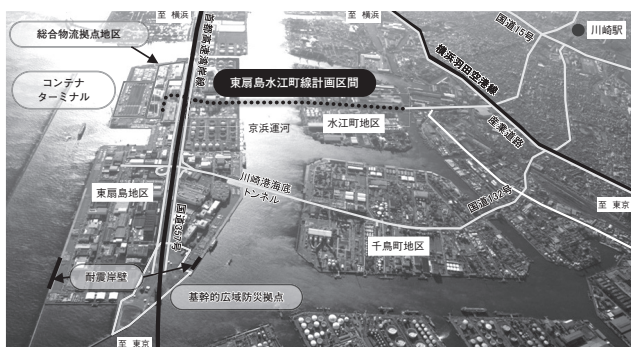 至 横浜
至 横浜
総合物流拠点地区
首都高速湾岸線
国道15号
川崎駅
横浜羽田空港線
コンテナ
ターミナル
東扇島水江町線計画区間
京浜運河
水江町地区
産業道路
東扇島地区
川崎港海底
トンネル
国道132号
至 東京
国道357号
千鳥町地区
耐震岸壁
基幹的広域防災拠点
至 東京